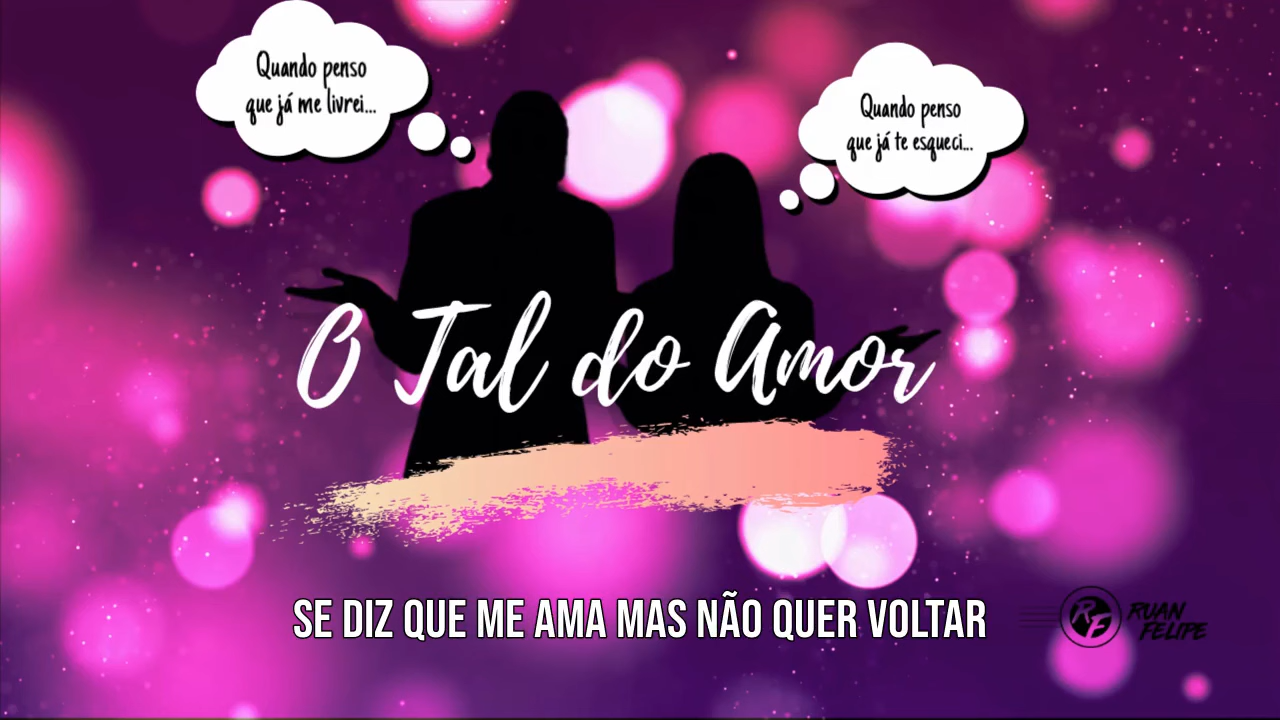 Quando penso
que já me livrei...
Quando penso
que já te esqueci...
O Tal do Amor
SE DIZ QUE ME AMA MAS NÃO QUER VOLTAR
RF
RUAN
FELIPE